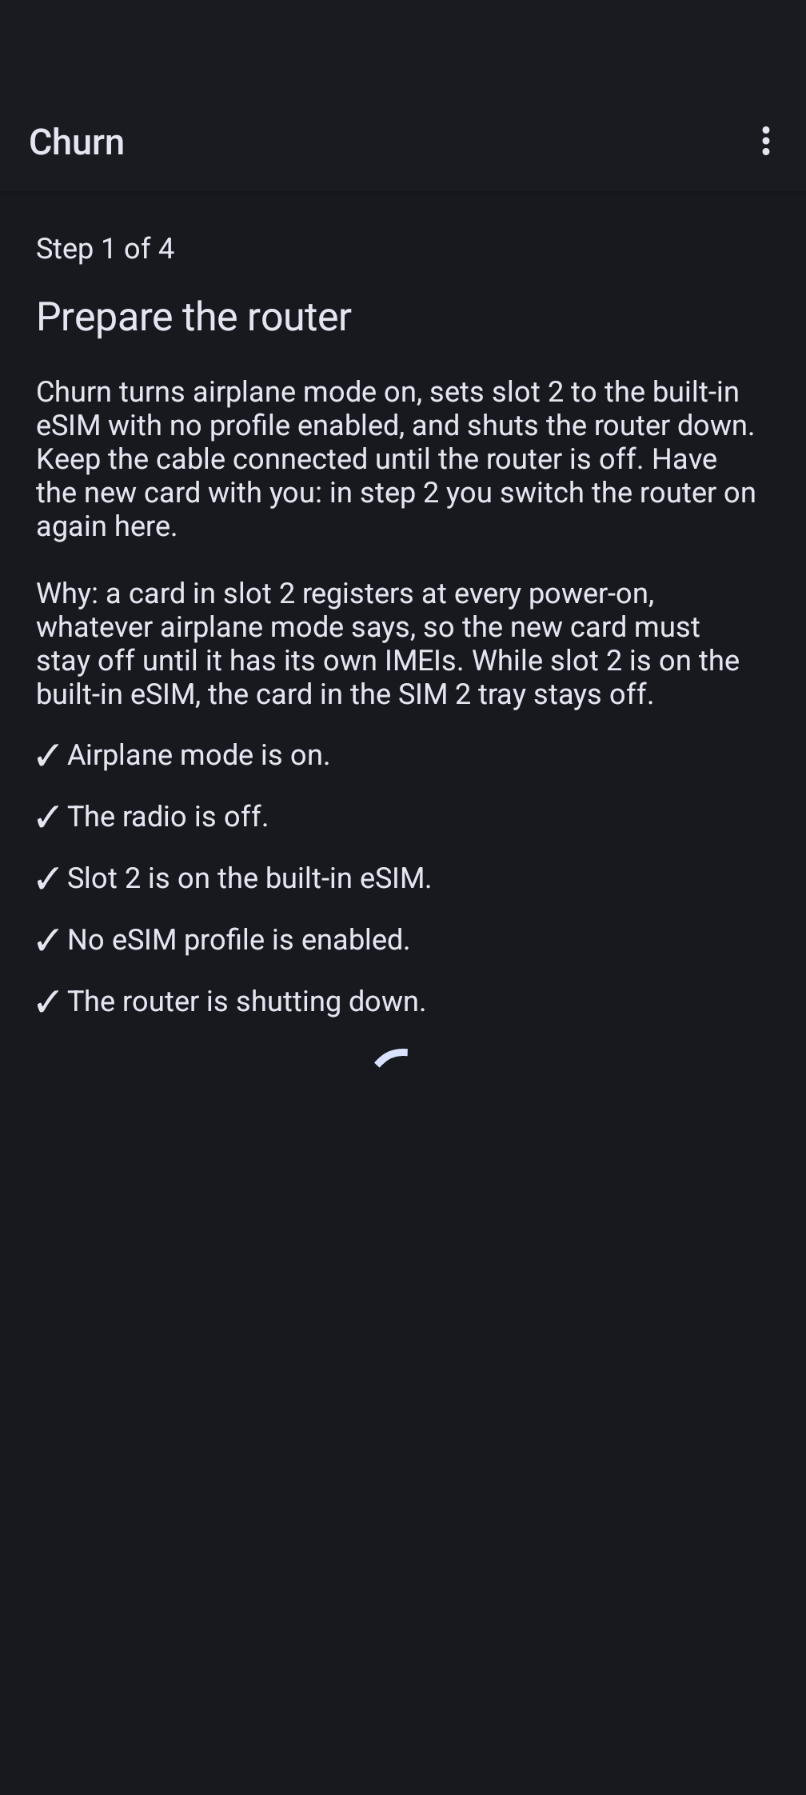 Churn
Step 1 of 4
Prepare the router
Churn turns airplane mode on, sets slot 2 to the built-in
eSIM with no profile enabled, and shuts the router down.
Keep the cable connected until the router is off. Have
the new card with you: in step 2 you switch the router on
again here.
Why: a card in slot 2 registers at every power-on,
whatever airplane mode says, so the new card must
stay off until it has its own IMEIs. While slot 2 is on the
built-in eSIM, the card in the SIM 2 tray stays off.
✓ Airplane mode is on.
✓ The radio is off.
✓ Slot 2 is on the built-in eSIM.
✓ No eSIM profile is enabled.
✓ The router is shutting down.